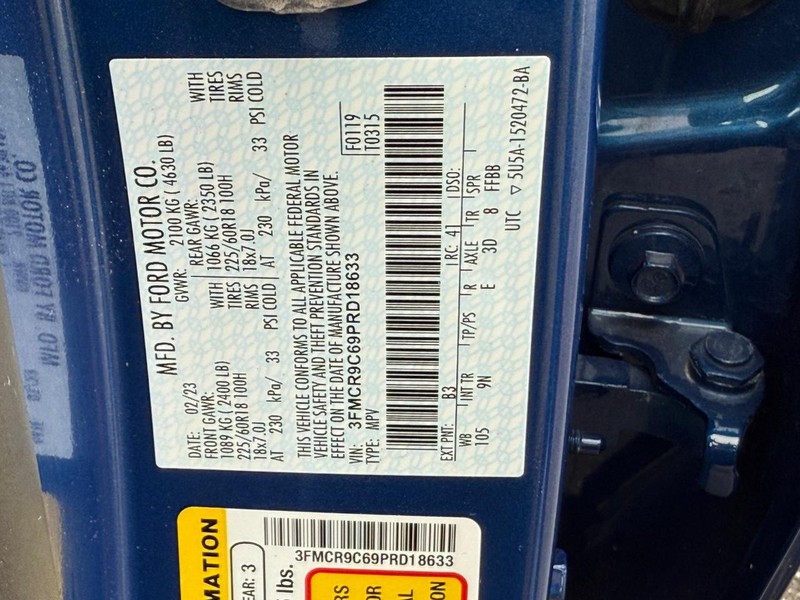 MFD. BY FORD MOTOR CO.
DATE: 02/23 GVWR: 2100 KG ( 4630 LB)
FRONT GAWR: REAR GAWR:
1089 KG ( 2400 LB) WITH 1066 KG ( 2350 LB) WITH
225/60R18 100H TIRES 225/60R18 100H TIRES
18x7.0J RIMS 18x7.0J RIMS
AT 230 kPa/ 33 PSI COLD AT 230 kPa/ 33 PSI COLD
THIS VEHICLE CONFORMS TO ALL APPLICABLE FEDERAL MOTOR
VEHICLE SAFETY AND THEFT PREVENTION STANDARDS IN
EFFECT ON THE DATE OF MANUFACTURE SHOWN ABOVE.
VIN: 3FMCR9C69PRD18633
TYPE: MPV
F0119
T0315
EXT PNT: B3 RC: 41 DSO:
WB INT TR TP/PS R AXLE TR SPR
105 9N E 3D 8 FFBB
UTC ▽ 5U5A-1520472-BA
MATION
EAR: 3
lbs.
3FMCR9C69PRD18633